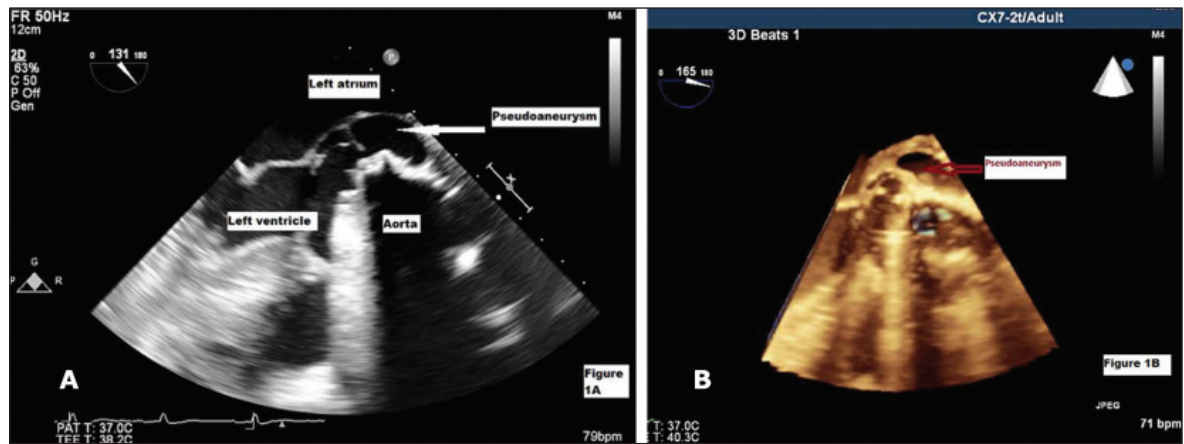 FR 50Hz
12cm
M4
2D
63%
C 50
P Off
Gen
0 131 180
P
Left atrium
Pseudoaneurysm
Left ventricle
Aorta
G
P R
A
Figure
1A
PAT T: 37.0C
TEE T: 38.2C
79bpm
CX7-2t/Adult
3D Beats 1
M4
0 165 180
Pseudoaneurysm
B
Figure 1B
JPEG
T: 37.0C
E T: 40.3C
71 bpm